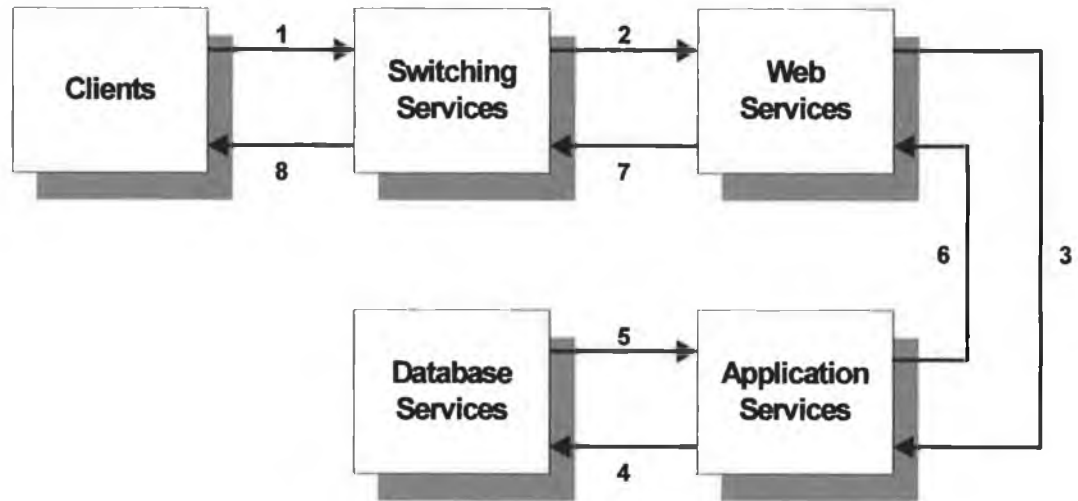 1
2
Clients
Switching
Services
Web
Services
8
7
6
3
5
Database
Services
Application
Services
4